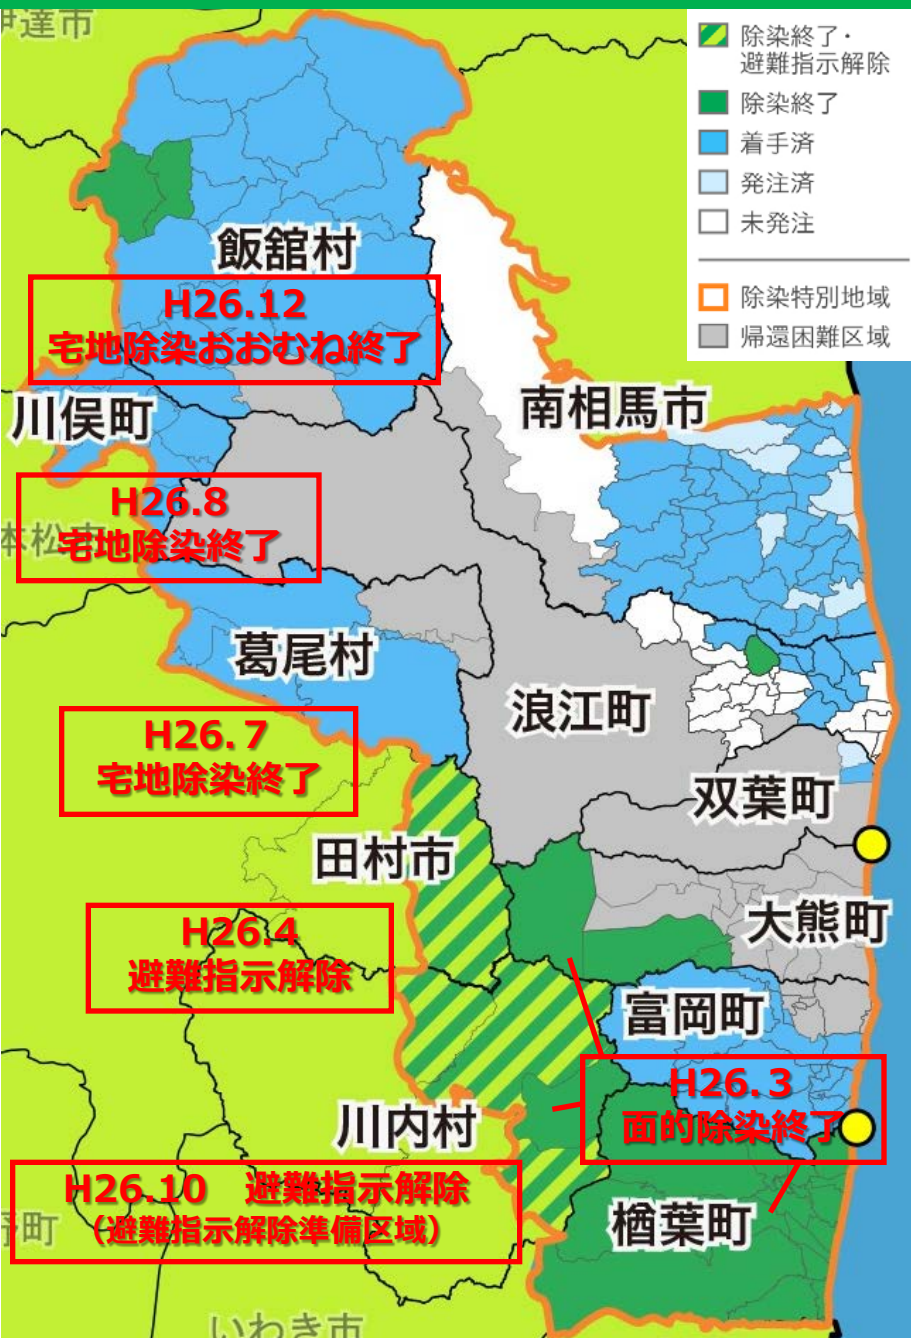 伊達市
除染終了・
避難指示解除
除染終了
着手済
発注済
未発注
除染特別地域
帰還困難区域
飯舘村
H26.12
宅地除染おおむね終了
川俣町
南相馬市
H26.8
宅地除染終了
本松市
葛尾村
浪江町
H26.7
宅地除染終了
双葉町
田村市
大熊町
H26.4
避難指示解除
富岡町
H26.3
面的除染終了
川内村
H26.10 避難指示解除
(避難指示解除準備区域)
楢葉町
野町
いわき市